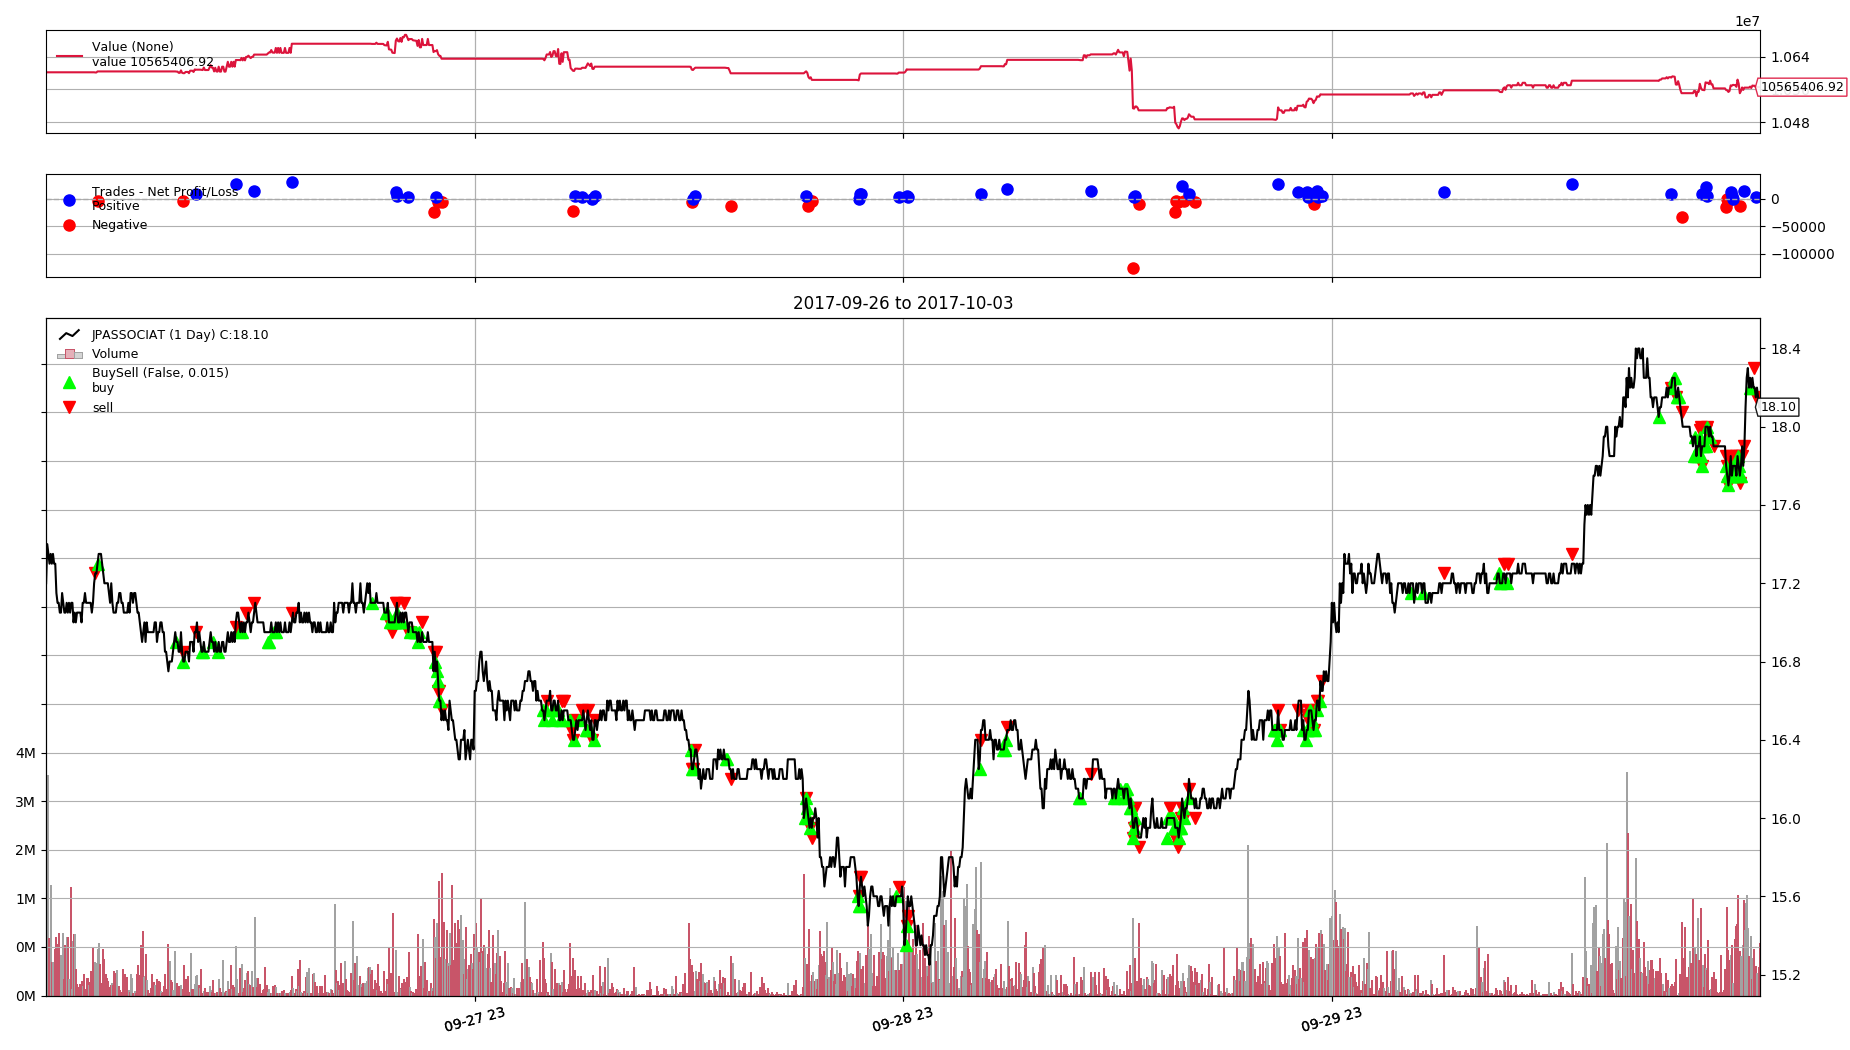 1e7
Value (None)
value 10565406.92
1.064
10565406.92
1.048
Trades - Net Profit/Loss
Positive
Negative
0
−50000
−100000
2017-09-26 to 2017-10-03
JPASSOCIAT (1 Day) C:18.10
Volume
BuySell (False, 0.015)
buy
sell
18.4
18.10
18.0
17.6
17.2
16.8
16.4
16.0
15.6
15.2
4M
3M
2M
1M
0M
0M
09-27 23
09-28 23
09-29 23